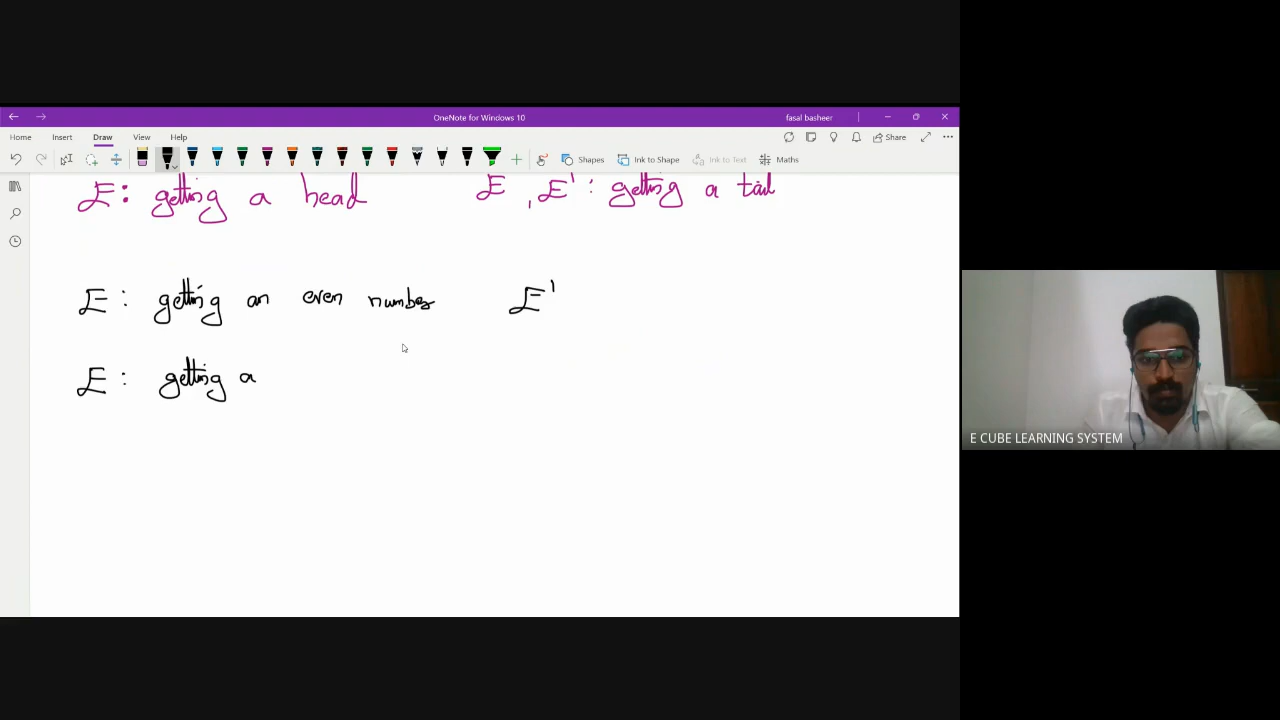 OneNote for Windows 10
fasal basheer
Home Insert Draw View Help
Share
Shapes Ink to Shape Ink to Text Maths
E : getting a head E , E' : getting a tail
E : getting an even number E'
E : getting a
E CUBE LEARNING SYSTEM